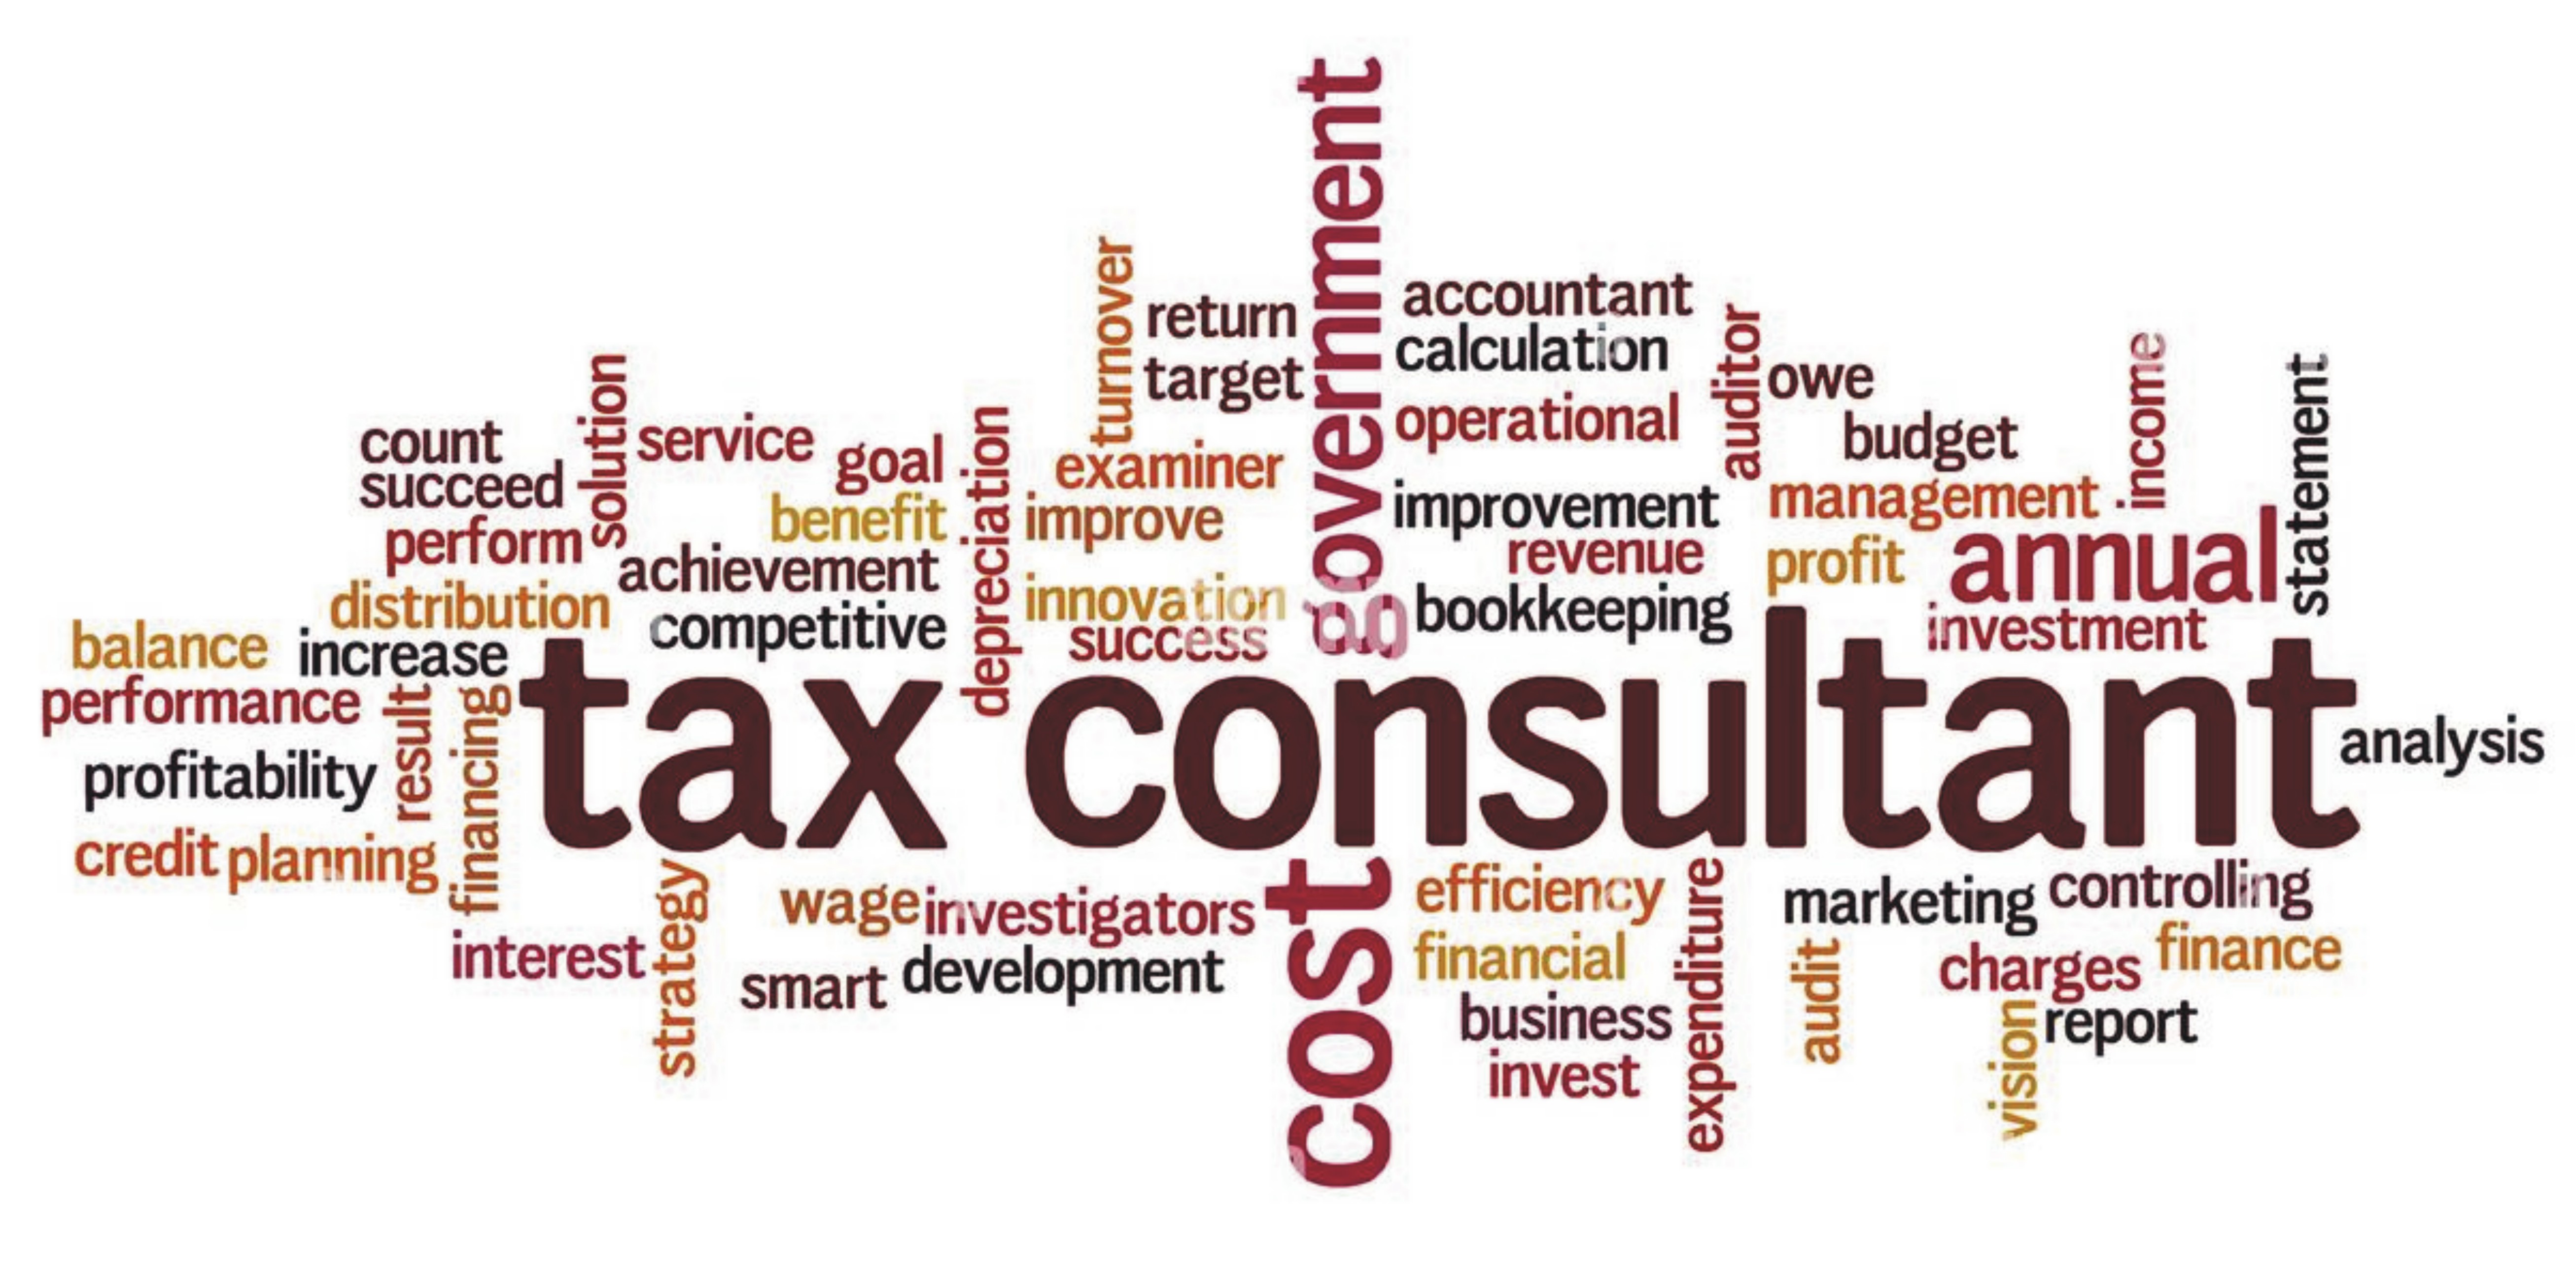 government
turnover
return
accountant
target
calculation
auditor
owe
income
statement
solution
count
service
goal
depreciation
examiner
operational
budget
succeed
benefit
improve
improvement
management
perform
achievement
revenue
profit
annual
distribution
competitive
innovation
bookkeeping
investment
balance
increase
success
performance
result
financing
tax consultant
analysis
profitability
credit
planning
strategy
wage
investigators
cost
efficiency
expenditure
marketing
controlling
interest
smart
development
financial
audit
charges
finance
business
vision
report
invest